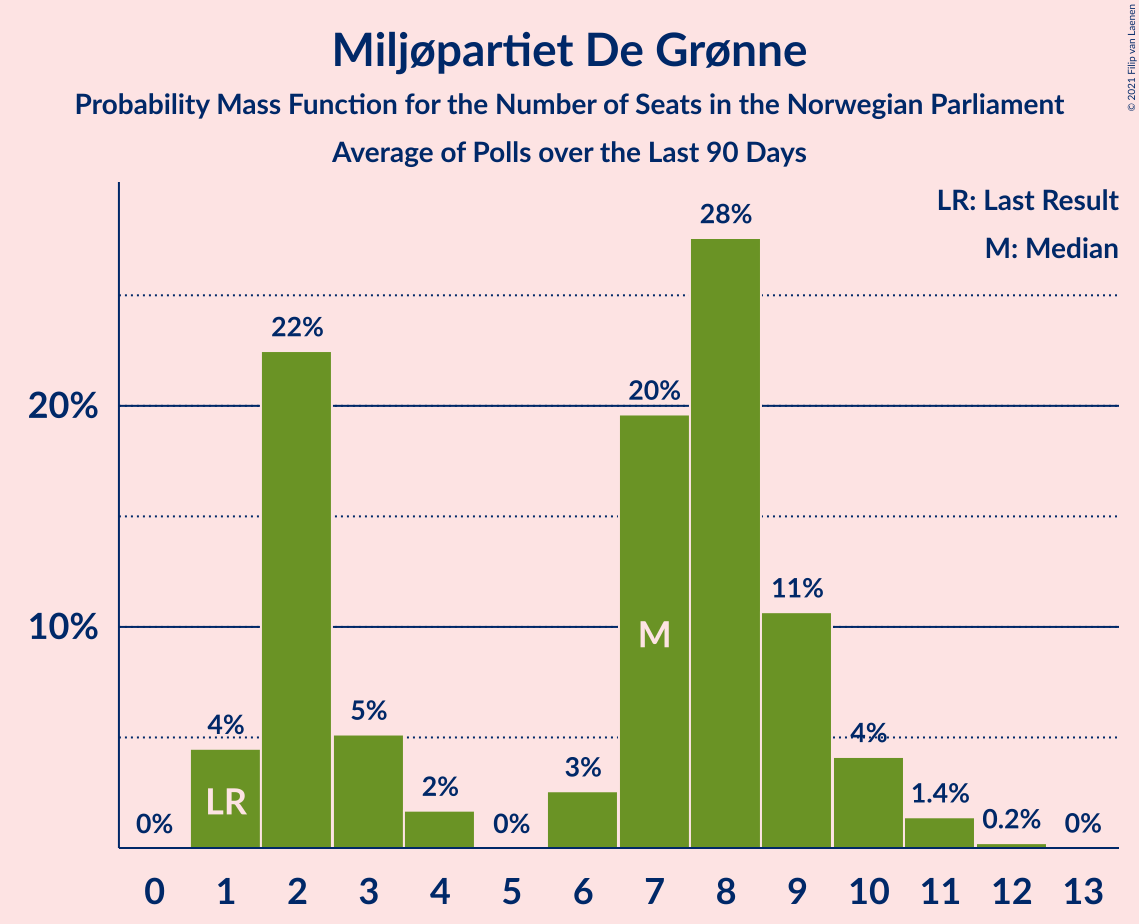 Miljøpartiet De Grønne
Probability Mass Function for the Number of Seats in the Norwegian Parliament
Average of Polls over the Last 90 Days
© 2021 Filip van Laenen
LR: Last Result
M: Median
28%
22%
20%
20%
11%
10%
M
5%
4%
4%
3%
2%
LR
1.4%
0.2%
0%
0%
0%
0 1 2 3 4 5 6 7 8 9 10 11 12 13